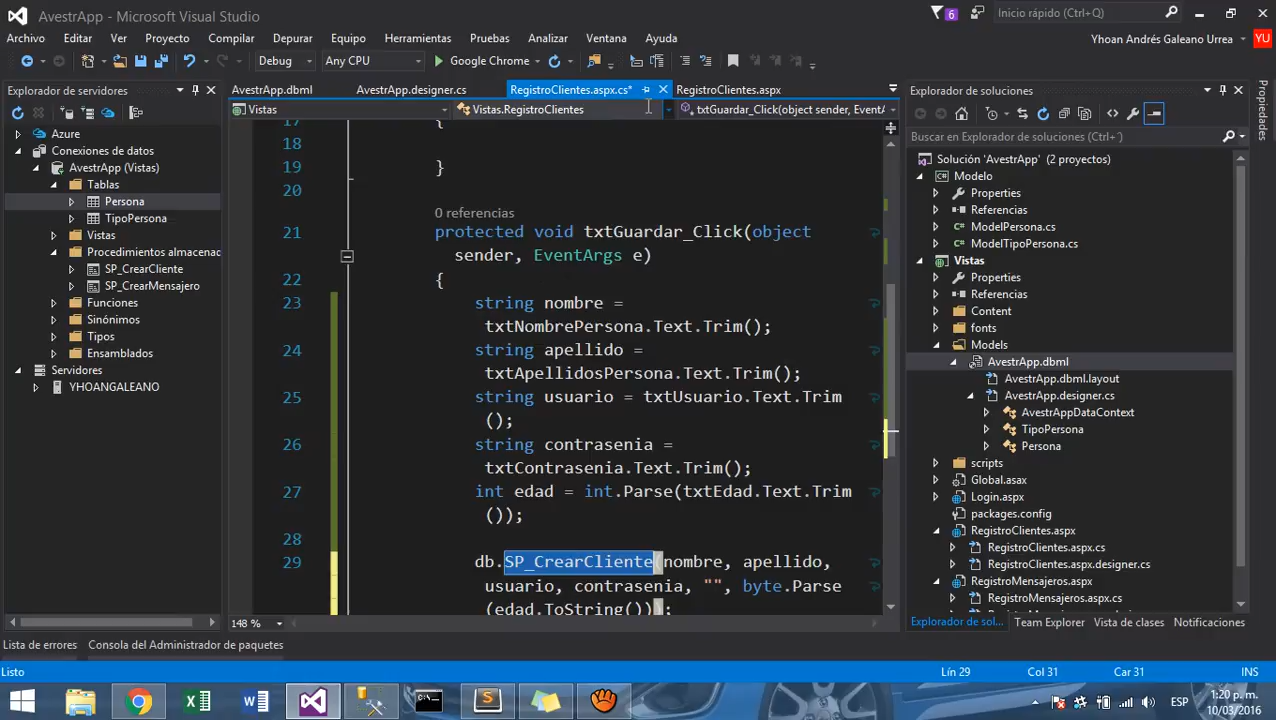 AvestrApp - Microsoft Visual Studio
6
Inicio rápido (Ctrl+Q)
Archivo Editar Ver Proyecto Compilar Depurar Equipo Herramientas Pruebas Analizar Ventana Ayuda
Yhoan Andrés Galeano Urrea YU
Debug Any CPU Google Chrome
Explorador de servidores
Azure
Conexiones de datos
AvestrApp (Vistas)
Tablas
Persona
TipoPersona
Vistas
Procedimientos almacenac
SP_CrearCliente
SP_CrearMensajero
Funciones
Sinónimos
Tipos
Ensamblados
Servidores
YHOANGALEANO
AvestrApp.dbml AvestrApp.designer.cs RegistroClientes.aspx.cs* RegistroClientes.aspx
Vistas Vistas.RegistroClientes txtGuardar_Click(object sender, EventA
17 {
18
19 }
20
0 referencias
21 protected void txtGuardar_Click(object
sender, EventArgs e)
22 {
23 string nombre =
txtNombrePersona.Text.Trim();
24 string apellido =
txtApellidosPersona.Text.Trim();
25 string usuario = txtUsuario.Text.Trim
();
26 string contrasenia =
txtContrasenia.Text.Trim();
27 int edad = int.Parse(txtEdad.Text.Trim
());
28
29 db.SP_CrearCliente(nombre, apellido,
usuario, contrasenia, "", byte.Parse
(edad.ToString());
148 %
Explorador de soluciones
Buscar en Explorador de soluciones (Ctrl+´)
Solución 'AvestrApp' (2 proyectos)
Modelo
Properties
Referencias
ModelPersona.cs
ModelTipoPersona.cs
Vistas
Properties
Referencias
Content
fonts
Models
AvestrApp.dbml
AvestrApp.dbml.layout
AvestrApp.designer.cs
AvestrAppDataContext
TipoPersona
Persona
scripts
Global.asax
Login.aspx
packages.config
RegistroClientes.aspx
RegistroClientes.aspx.cs
RegistroClientes.aspx.designer.cs
RegistroMensajeros.aspx
RegistroMensajeros.aspx.cs
Explorador de sol... Team Explorer Vista de clases Notificaciones
Propiedades
Lista de errores Consola del Administrador de paquetes
Listo Lín 29 Col 31 Car 31 INS
ESP
1:20 p. m.
10/03/2016